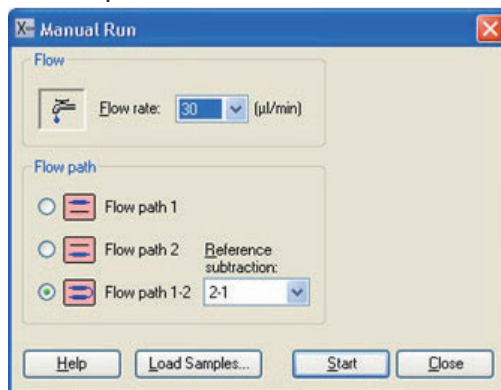 Manual Run
Flow
Flow rate: 30 (µl/min)
Flow path
Flow path 1
Flow path 2
Reference
subtraction:
Flow path 1-2 2-1
Help Load Samples... Start Close